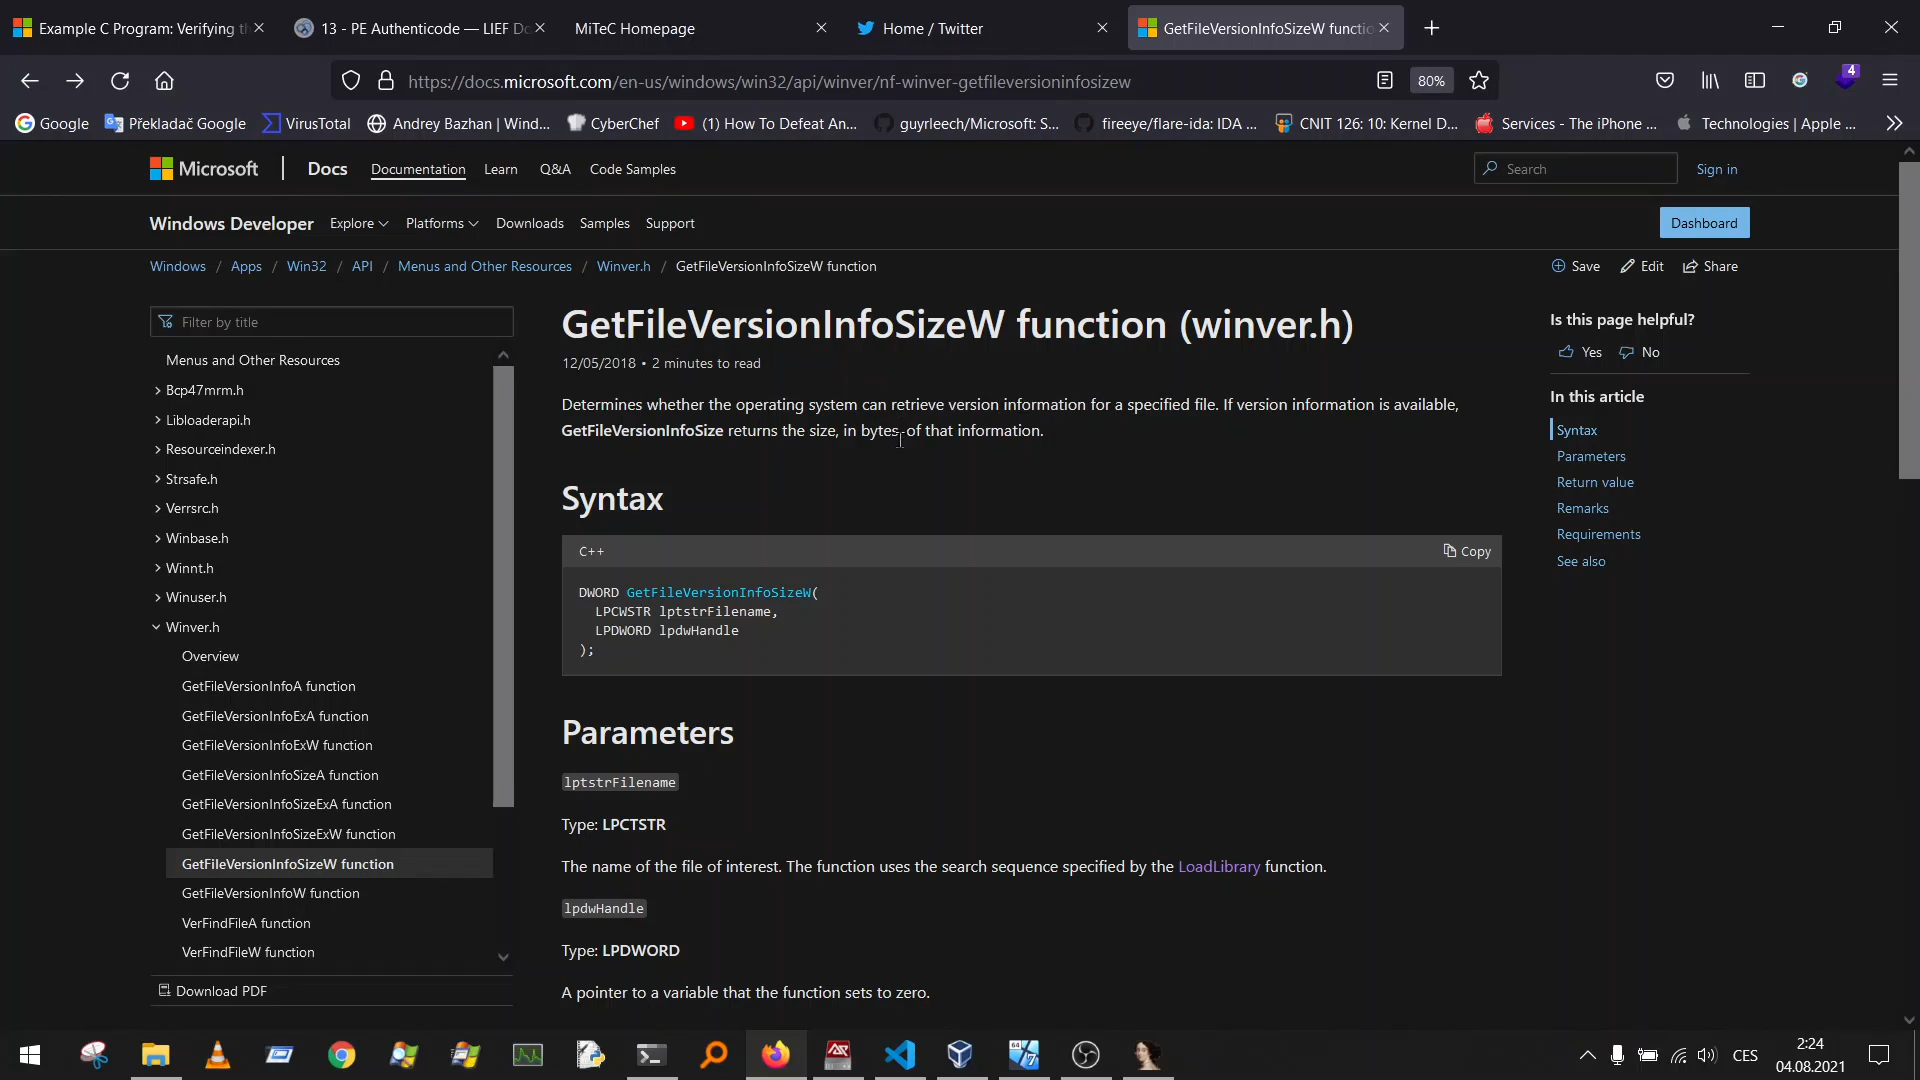 Example C Program: Verifying th
13 - PE Authenticode — LIEF Do
MiTeC Homepage
Home / Twitter
GetFileVersionInfoSizeW functio
https://docs.microsoft.com/en-us/windows/win32/api/winver/nf-winver-getfileversioninfosizew
80%
4
Google
Překladač Google
VirusTotal
Andrey Bazhan | Wind...
CyberChef
(1) How To Defeat An...
guyrleech/Microsoft: S...
fireeye/flare-ida: IDA ...
CNIT 126: 10: Kernel D...
Services - The iPhone ...
Technologies | Apple ...
Microsoft
Docs
Documentation
Learn
Q&A
Code Samples
Search
Sign in
Windows Developer
Explore
Platforms
Downloads
Samples
Support
Dashboard
Windows / Apps / Win32 / API / Menus and Other Resources / Winver.h / GetFileVersionInfoSizeW function
Save
Edit
Share
Filter by title
Menus and Other Resources
Bcp47mrm.h
Libloaderapi.h
Resourceindexer.h
Strsafe.h
Verrsrc.h
Winbase.h
Winnt.h
Winuser.h
Winver.h
Overview
GetFileVersionInfoA function
GetFileVersionInfoExA function
GetFileVersionInfoExW function
GetFileVersionInfoSizeA function
GetFileVersionInfoSizeExA function
GetFileVersionInfoSizeExW function
GetFileVersionInfoSizeW function
GetFileVersionInfoW function
VerFindFileA function
VerFindFileW function
Download PDF
GetFileVersionInfoSizeW function (winver.h)
12/05/2018 • 2 minutes to read
Determines whether the operating system can retrieve version information for a specified file. If version information is available,
GetFileVersionInfoSize returns the size, in bytes of that information.
Syntax
C++
Copy
DWORD GetFileVersionInfoSizeW(
LPCWSTR lptstrFilename,
LPDWORD lpdwHandle
);
Parameters
lptstrFilename
Type: LPCTSTR
The name of the file of interest. The function uses the search sequence specified by the LoadLibrary function.
lpdwHandle
Type: LPDWORD
A pointer to a variable that the function sets to zero.
Is this page helpful?
Yes
No
In this article
Syntax
Parameters
Return value
Remarks
Requirements
See also
CES
2:24
04.08.2021